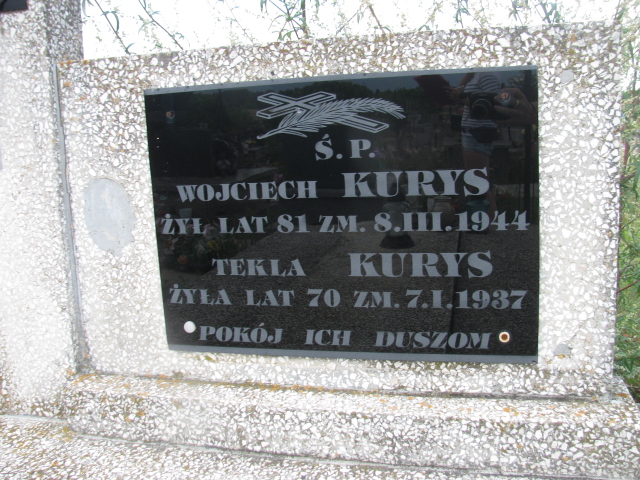 Ś. P.
WOJCIECH KURYS
ŻYŁ LAT 81 ZM. 8.III.1944
TEKLA KURYS
ŻYŁA LAT 70 ZM. 7.I.1937
POKÓJ ICH DUSZOM